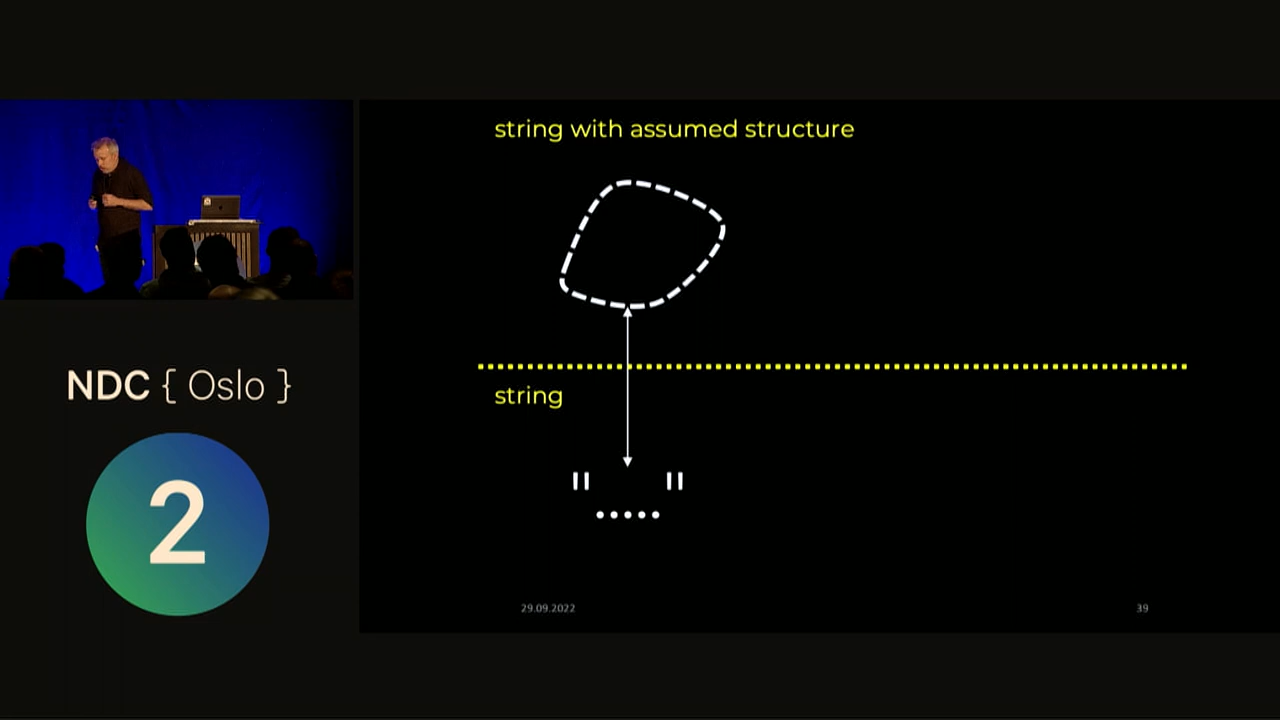 string with assumed structure
string
" "
.....
29.09.2022
39
NDC { Oslo }
2